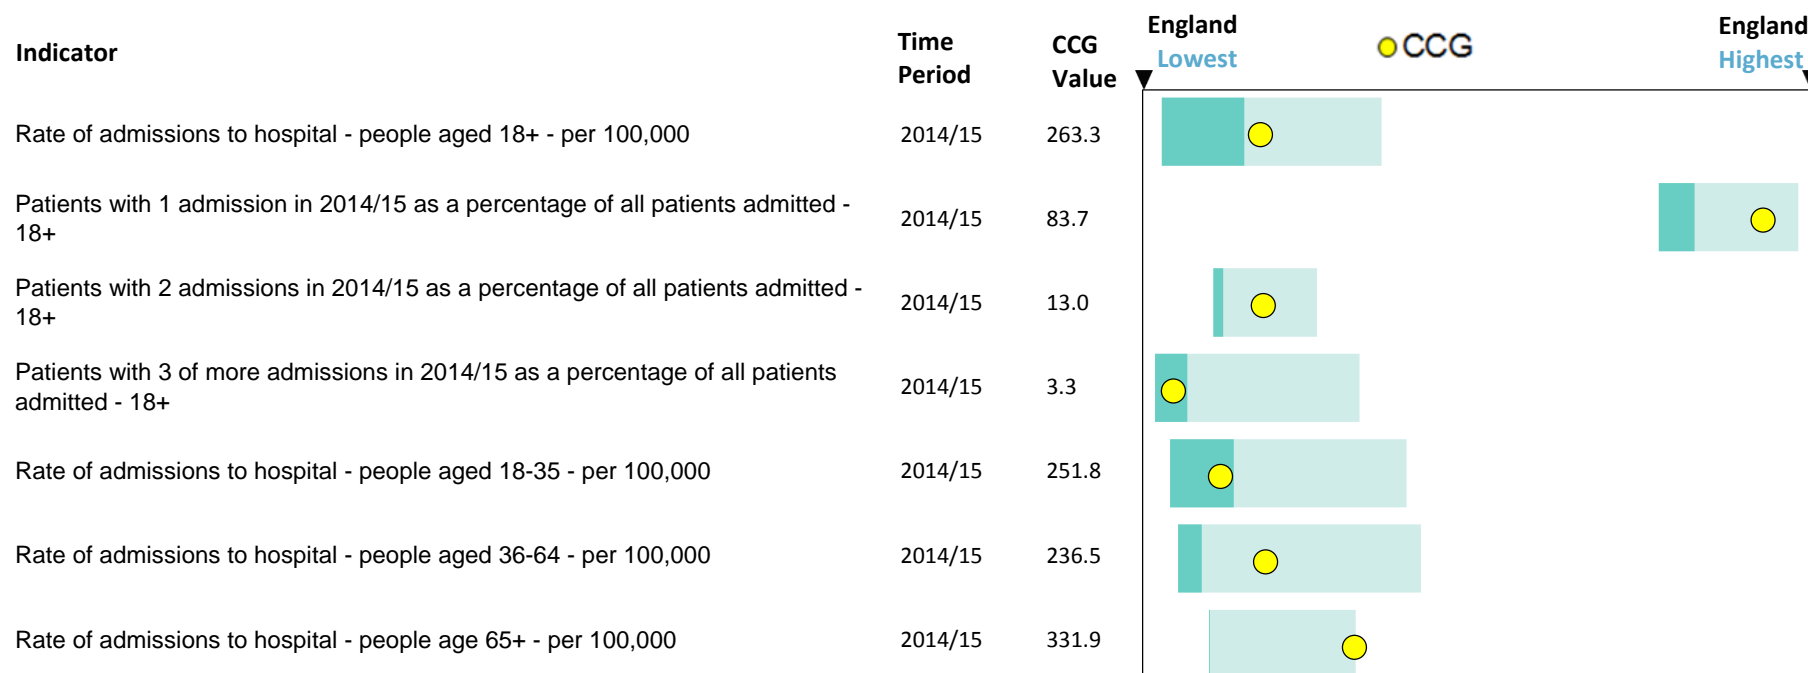 Indicator
Time
Period
CCG
Value
England
Lowest
CCG
England
Highest
Rate of admissions to hospital - people aged 18+ - per 100,000 2014/15 263.3
Patients with 1 admission in 2014/15 as a percentage of all patients admitted -
18+
2014/15 83.7
Patients with 2 admissions in 2014/15 as a percentage of all patients admitted -
18+
2014/15 13.0
Patients with 3 of more admissions in 2014/15 as a percentage of all patients
admitted - 18+
2014/15 3.3
Rate of admissions to hospital - people aged 18-35 - per 100,000 2014/15 251.8
Rate of admissions to hospital - people aged 36-64 - per 100,000 2014/15 236.5
Rate of admissions to hospital - people age 65+ - per 100,000 2014/15 331.9